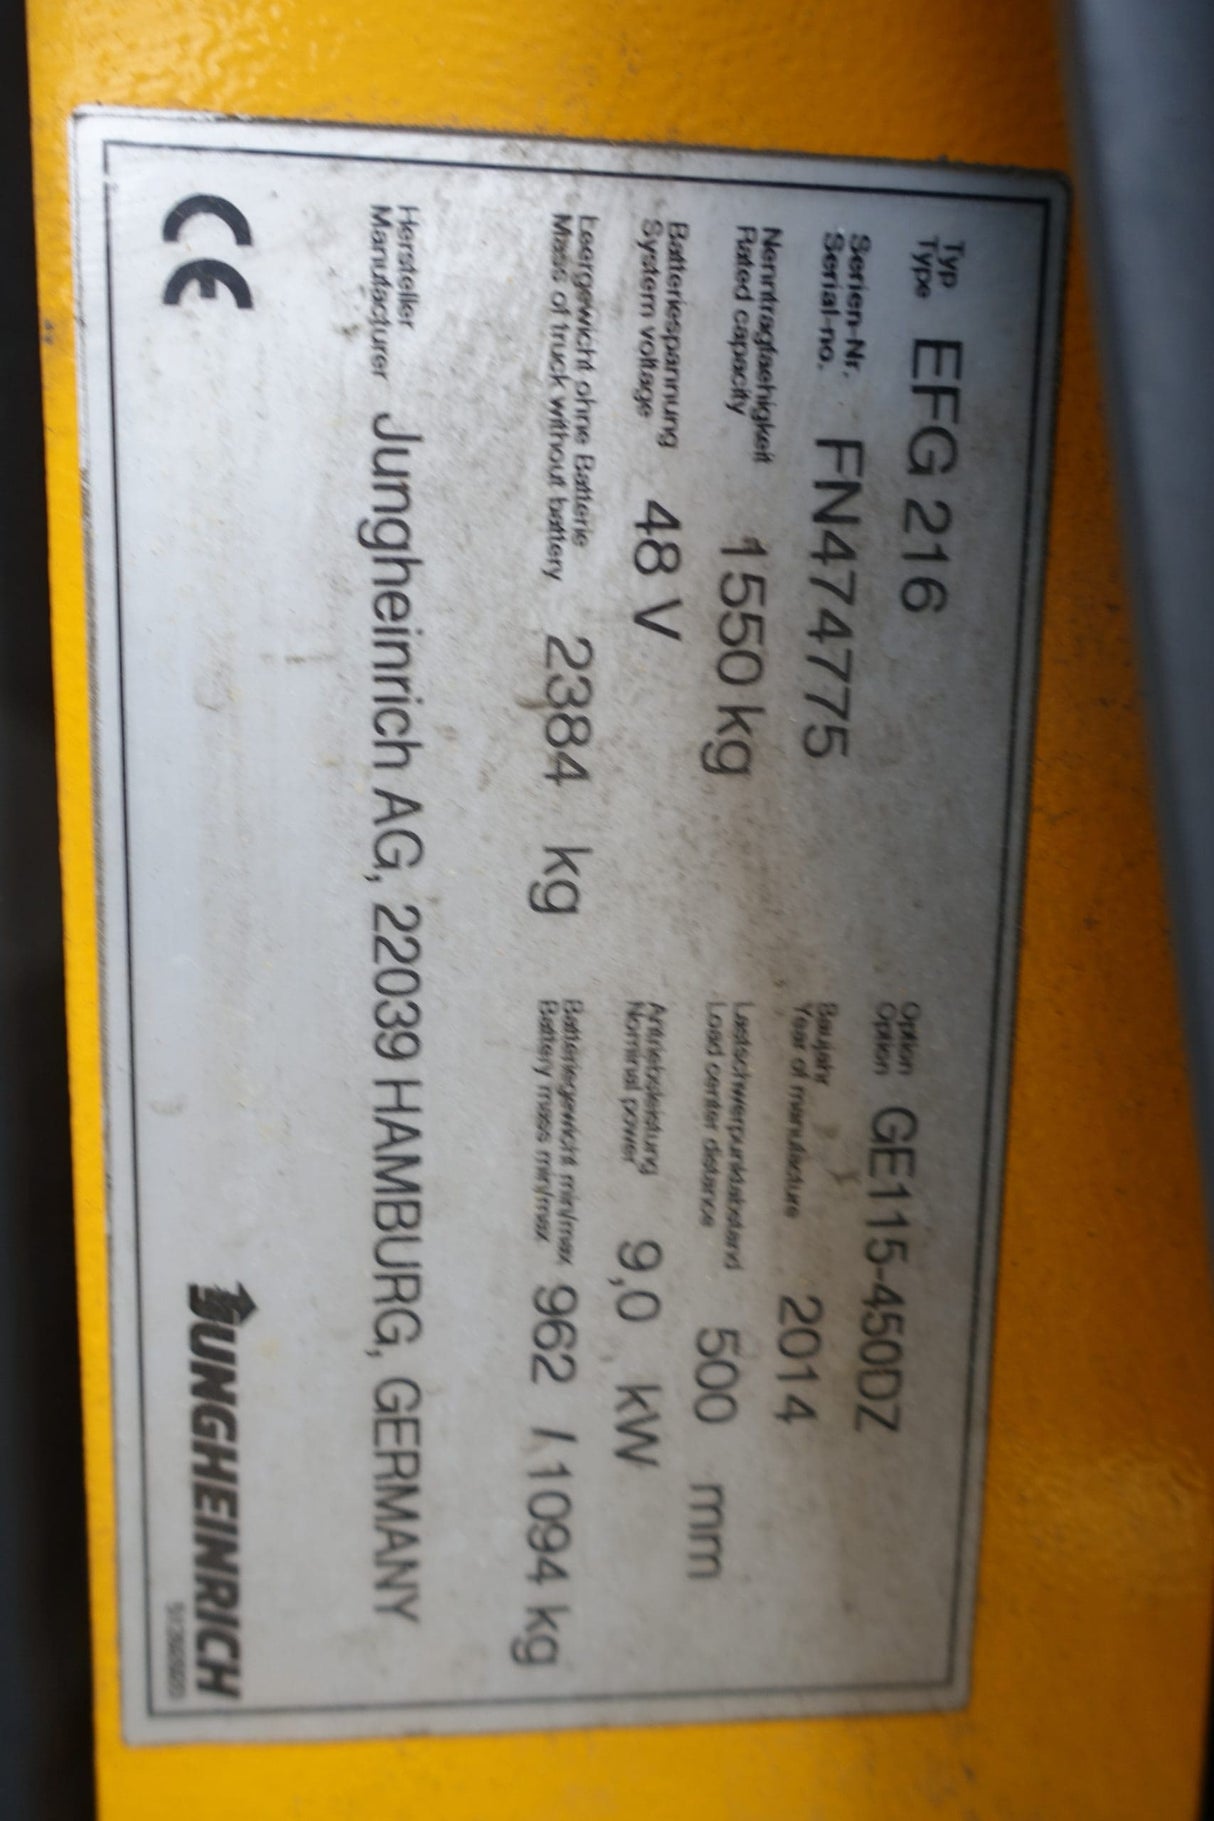 Typ
Type EFG 216
Option
Option GE115-450DZ
Serien-Nr.
Serial-no. FN474775
Baujahr
Year of manufacture 2014
Nenntragfaehigkeit
Rated capacity 1550 kg
Lastschwerpunktabstand
Load center distance 500 mm
Batteriespannung
System voltage 48 V
Antriebsleistung
Nominal power 9,0 kW
Leergewicht ohne Batterie
Mass of truck without battery 2384 kg
Batteriegewicht min/max
Battery mass min/max 962 / 1094 kg
Hersteller
Manufacturer Jungheinrich AG, 22039 HAMBURG, GERMANY
CE
JUNGHEINRICH